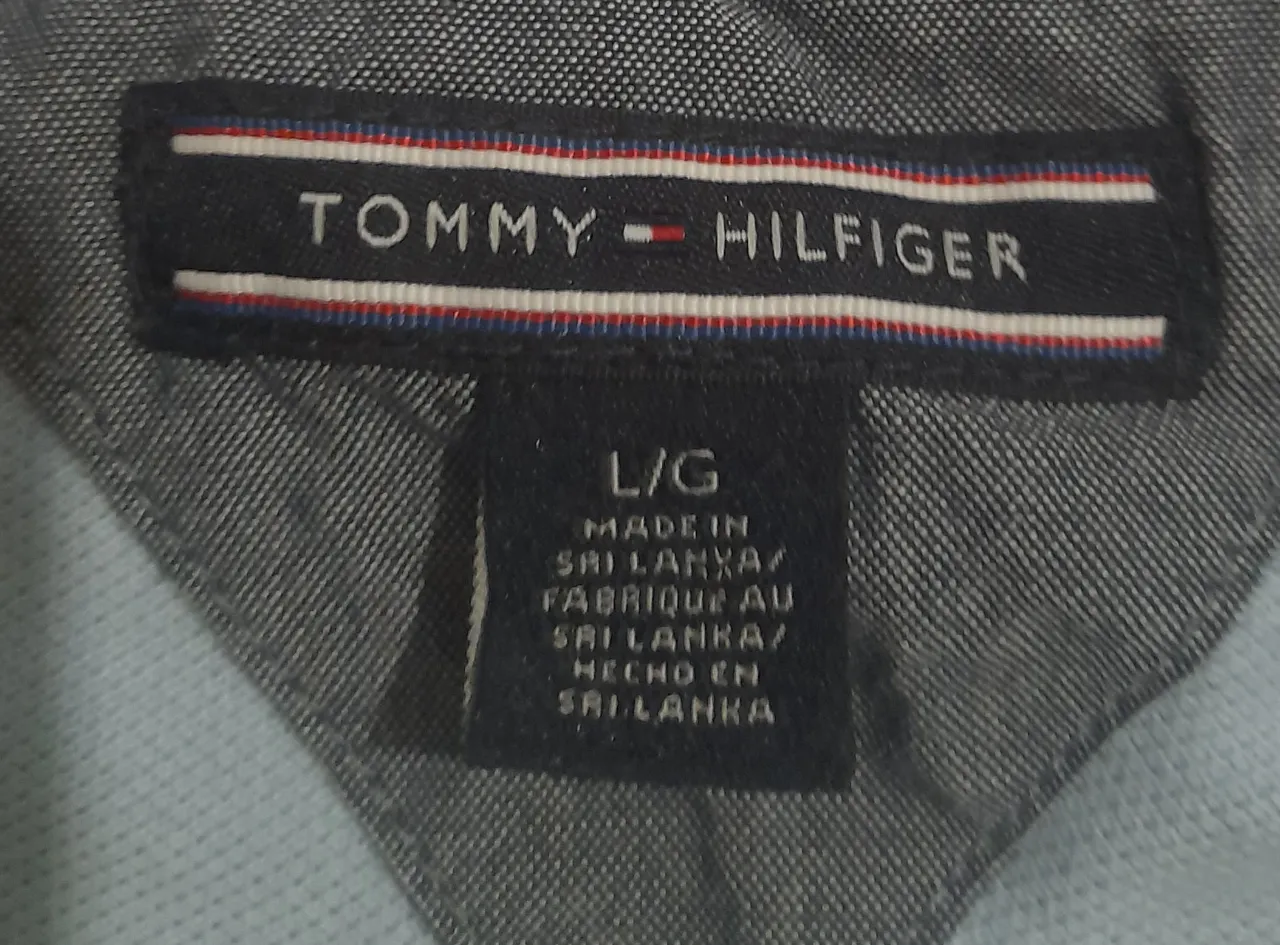 TOMMY HILFIGER
L/G
MADE IN
SRI LANKA/
FABRIQUE AU
SRI LANKA/
HECHO EN
SRI LANKA